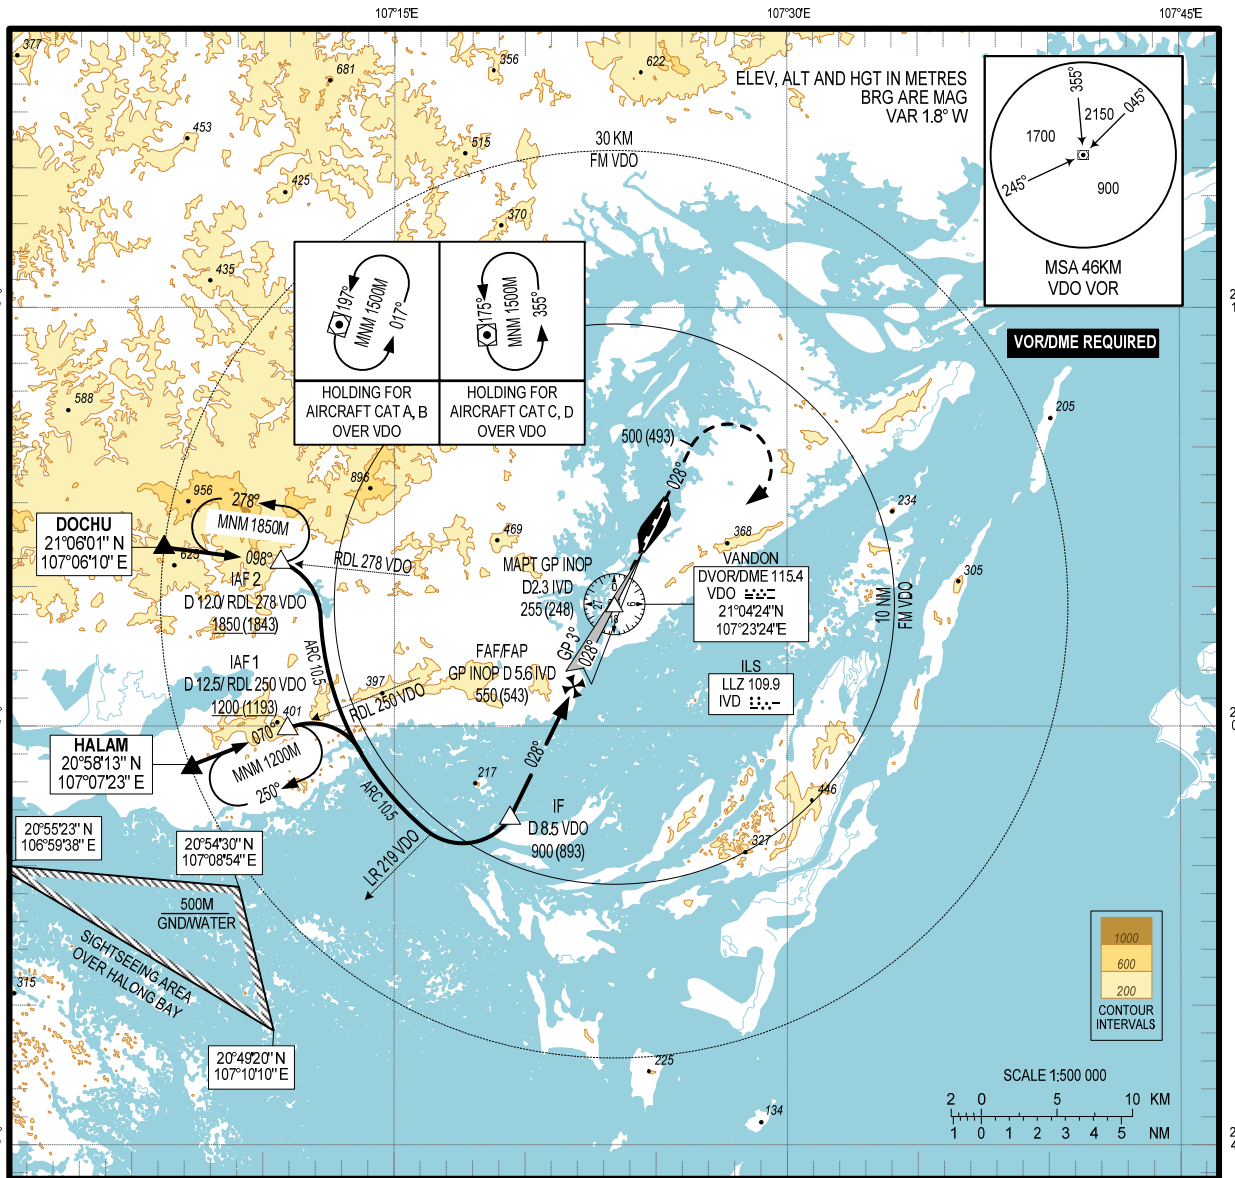 107°15'E
107°30'E
107°45'E
377
681
356
622
453
515
425
370
435
588
956
896
625
469
368
234
205
305
397
401
217
446
327
315
225
134
ELEV, ALT AND HGT IN METRES
BRG ARE MAG
VAR 1.8° W
355°
045°
2150
1700
900
245°
MSA 46KM
VDO VOR
VOR/DME REQUIRED
30 KM
FM VDO
197°
MNM 1500M
017°
HOLDING FOR
AIRCRAFT CAT A, B
OVER VDO
175°
MNM 1500M
355°
HOLDING FOR
AIRCRAFT CAT C, D
OVER VDO
500 (493)
028°
DOCHU
21°06'01'' N
107°06'10'' E
278°
MNM 1850M
098°
RDL 278 VDO
IAF 2
D 12.0/ RDL 278 VDO
1850 (1843)
ARC 10.5
MAPT GP INOP
D2.3 IVD
255 (248)
VANDON
DVOR/DME 115.4
VDO
21°04'24''N
107°23'24''E
10 NM
FM VDO
GP 3°
028°
ILS
LLZ 109.9
IVD
FAF/FAP
GP INOP D 5.6 IVD
550 (543)
IAF 1
D 12.5/ RDL 250 VDO
1200 (1193)
RDL 250 VDO
070°
MNM 1200M
250°
HALAM
20°58'13'' N
107°07'23'' E
ARC 10.5
028°
IF
D 8.5 VDO
900 (893)
LR 219 VDO
20°55'23'' N
106°59'38'' E
20°54'30'' N
107°08'54'' E
500M
GND/WATER
SIGHTSEEING AREA
OVER HALONG BAY
20°49'20'' N
107°10'10'' E
1000
600
200
CONTOUR
INTERVALS
SCALE 1:500 000
2 0 5 10 KM
1 0 1 2 3 4 5 NM